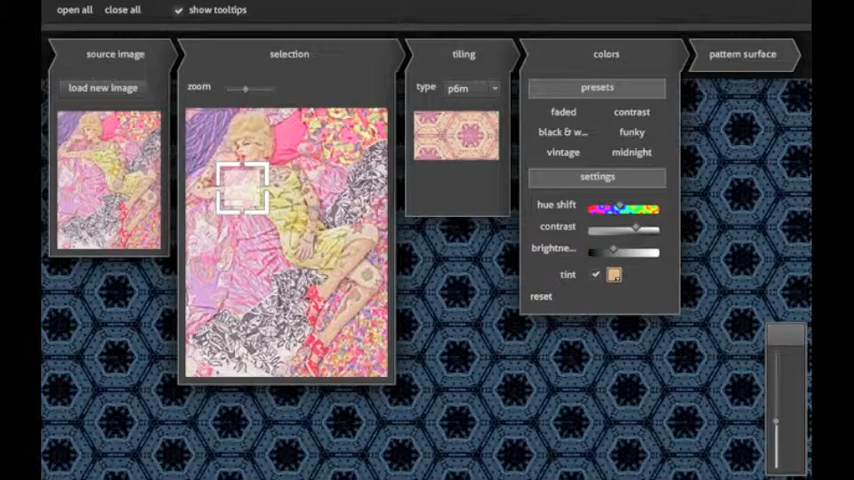 open all close all show tooltips
source image selection tiling colors pattern surface
load new image zoom type p6m presets
faded contrast
black & w... funky
vintage midnight
settings
hue shift
contrast
brightne...
tint
reset